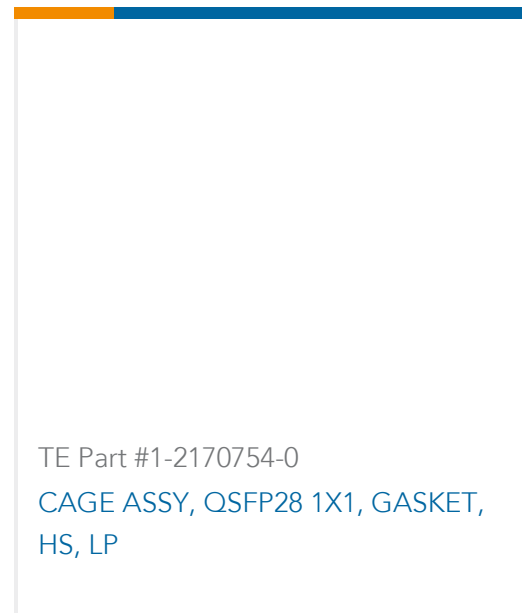 TE Part #1-2170754-0
CAGE ASSY, QSFP28 1X1, GASKET,
HS, LP